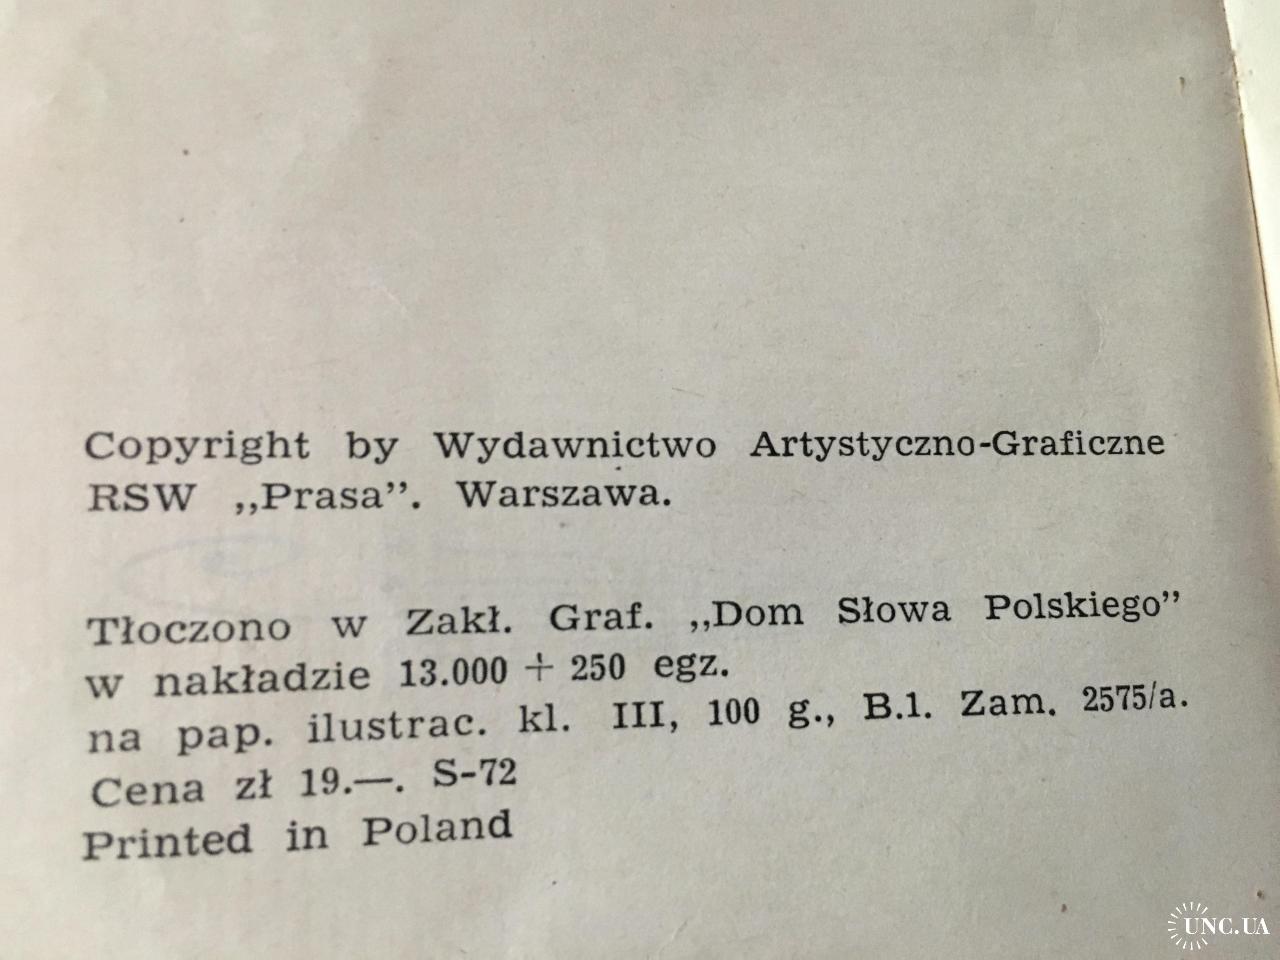 Copyright by Wydawnictwo Artystyczno-Graficzne
RSW „Prasa”. Warszawa.
Tłoczono w Zakł. Graf. „Dom Słowa Polskiego”
w nakładzie 13.000 + 250 egz.
na pap. ilustrac. kl. III, 100 g., B.1. Zam. 2575/a.
Cena zł 19.—. S-72
Printed in Poland
UNC.UA